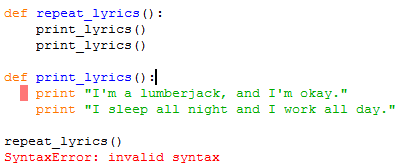 def repeat_lyrics():
    print_lyrics()
    print_lyrics()

def print_lyrics():
    print "I'm a lumberjack, and I'm okay."
    print "I sleep all night and I work all day."

repeat_lyrics()
SyntaxError: invalid syntax